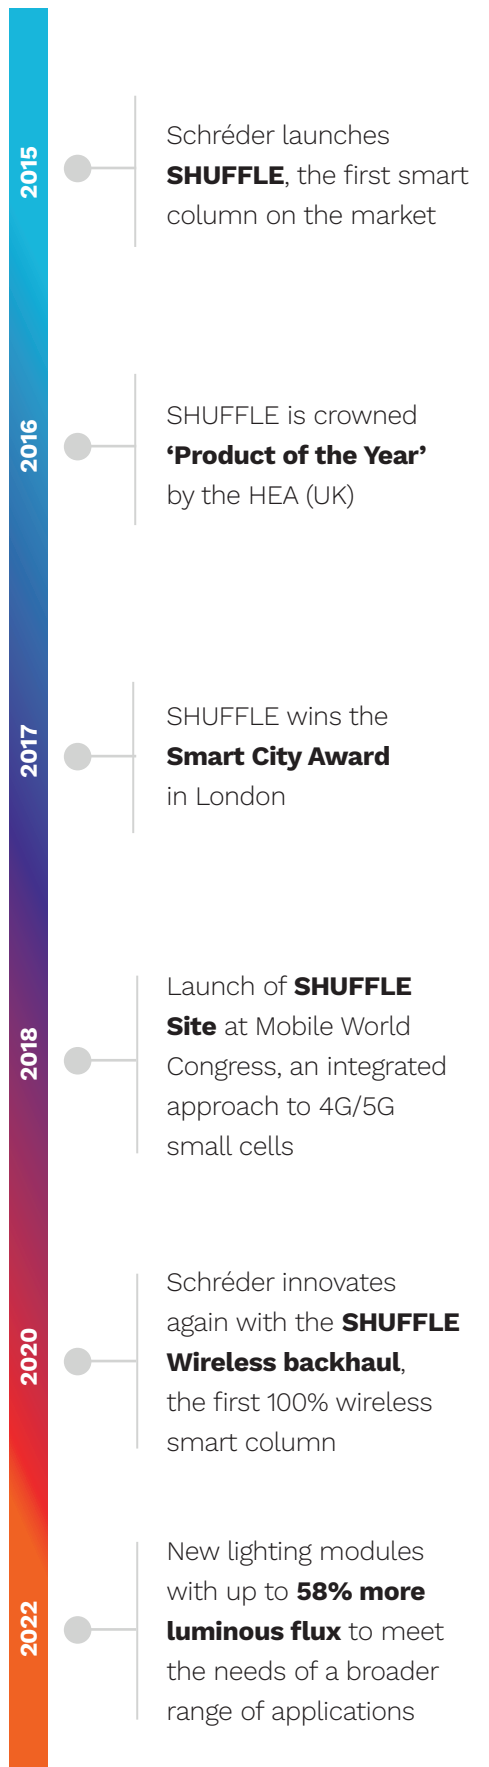 2015
Schréder launches
SHUFFLE, the first smart
column on the market
2016
SHUFFLE is crowned
‘Product of the Year’
by the HEA (UK)
2017
SHUFFLE wins the
Smart City Award
in London
2018
Launch of SHUFFLE
Site at Mobile World
Congress, an integrated
approach to 4G/5G
small cells
2020
Schréder innovates
again with the SHUFFLE
Wireless backhaul,
the first 100% wireless
smart column
2022
New lighting modules
with up to 58% more
luminous flux to meet
the needs of a broader
range of applications